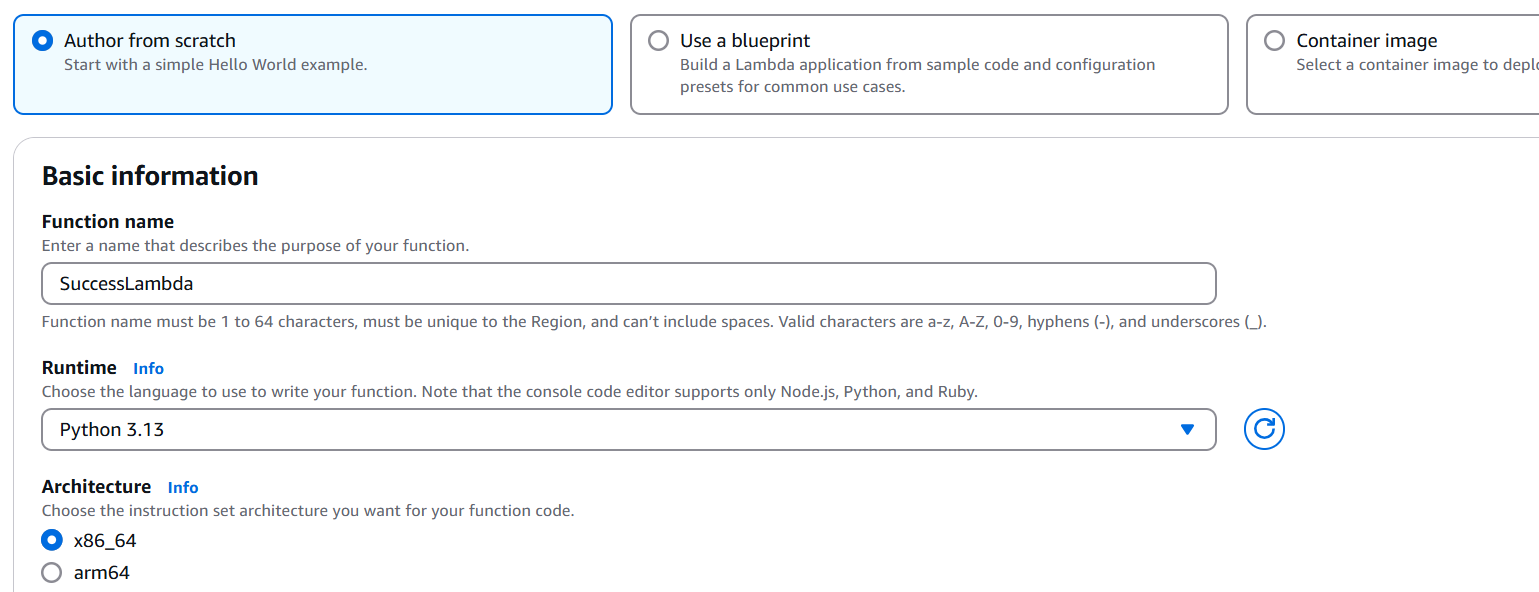 Author from scratch
Start with a simple Hello World example.
Use a blueprint
Build a Lambda application from sample code and configuration
presets for common use cases.
Container image
Select a container image to
Basic information
Function name
Enter a name that describes the purpose of your function.
SuccessLambda
Function name must be 1 to 64 characters, must be unique to the Region, and can’t include spaces. Valid characters are a-z, A-Z, 0-9, hyphens (-), and underscores (_).
Runtime Info
Choose the language to use to write your function. Note that the console code editor supports only Node.js, Python, and Ruby.
Python 3.13
Architecture Info
Choose the instruction set architecture you want for your function code.
x86_64
arm64